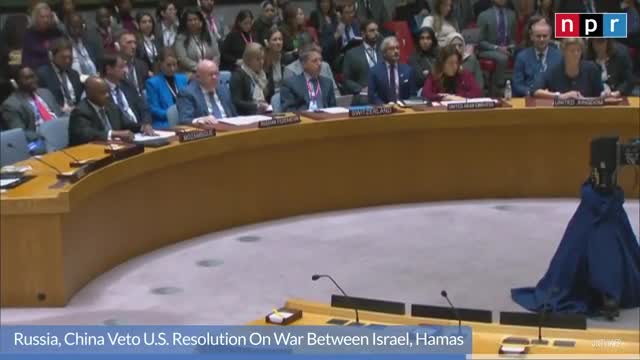 npr
MOZAMBIQUE
RUSSIAN FEDERATION
SWITZERLAND
UNITED ARAB EMIRATES
UNITED KINGDOM
Russia, China Veto U.S. Resolution On War Between Israel, Hamas